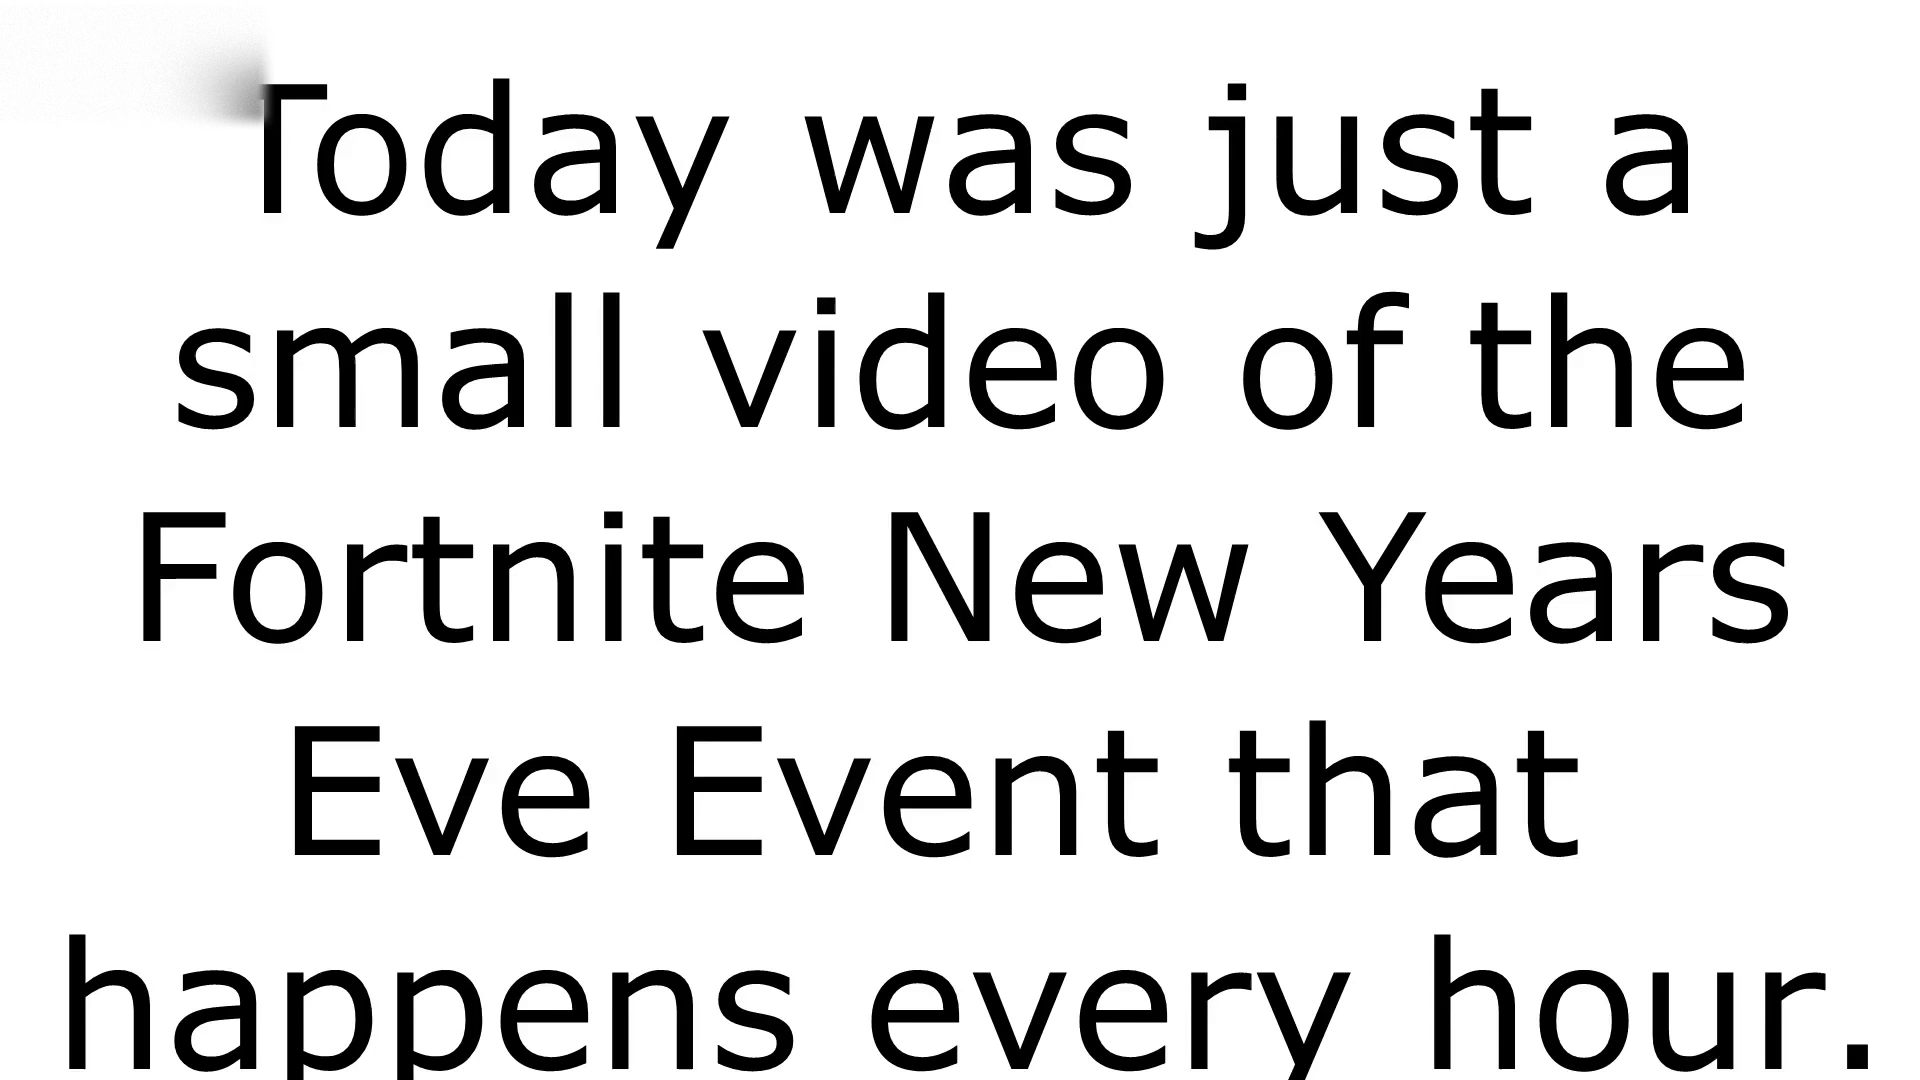 Today was just a
small video of the
Fortnite New Years
Eve Event that
happens every hour.